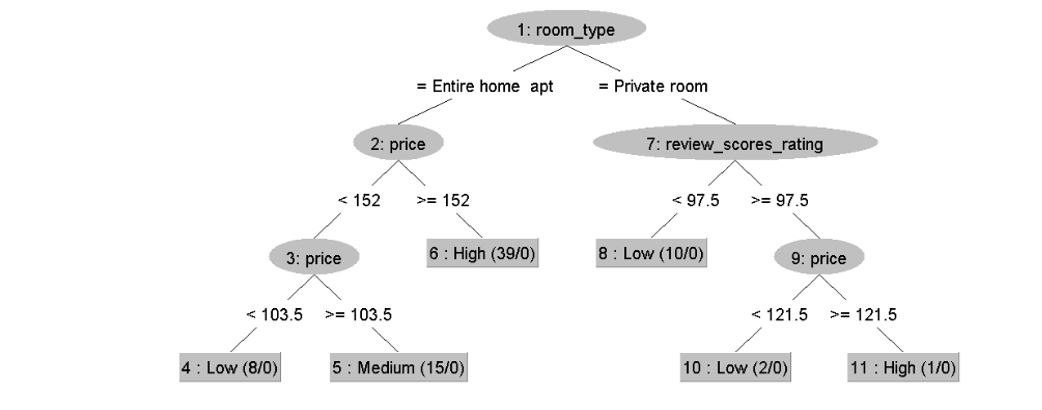 1: room_type
= Entire home  apt
= Private room
2: price
7: review_scores_rating
< 152
>= 152
< 97.5
>= 97.5
3: price
6 : High (39/0)
8 : Low (10/0)
9: price
< 103.5
>= 103.5
< 121.5
>= 121.5
4 : Low (8/0)
5 : Medium (15/0)
10 : Low (2/0)
11 : High (1/0)